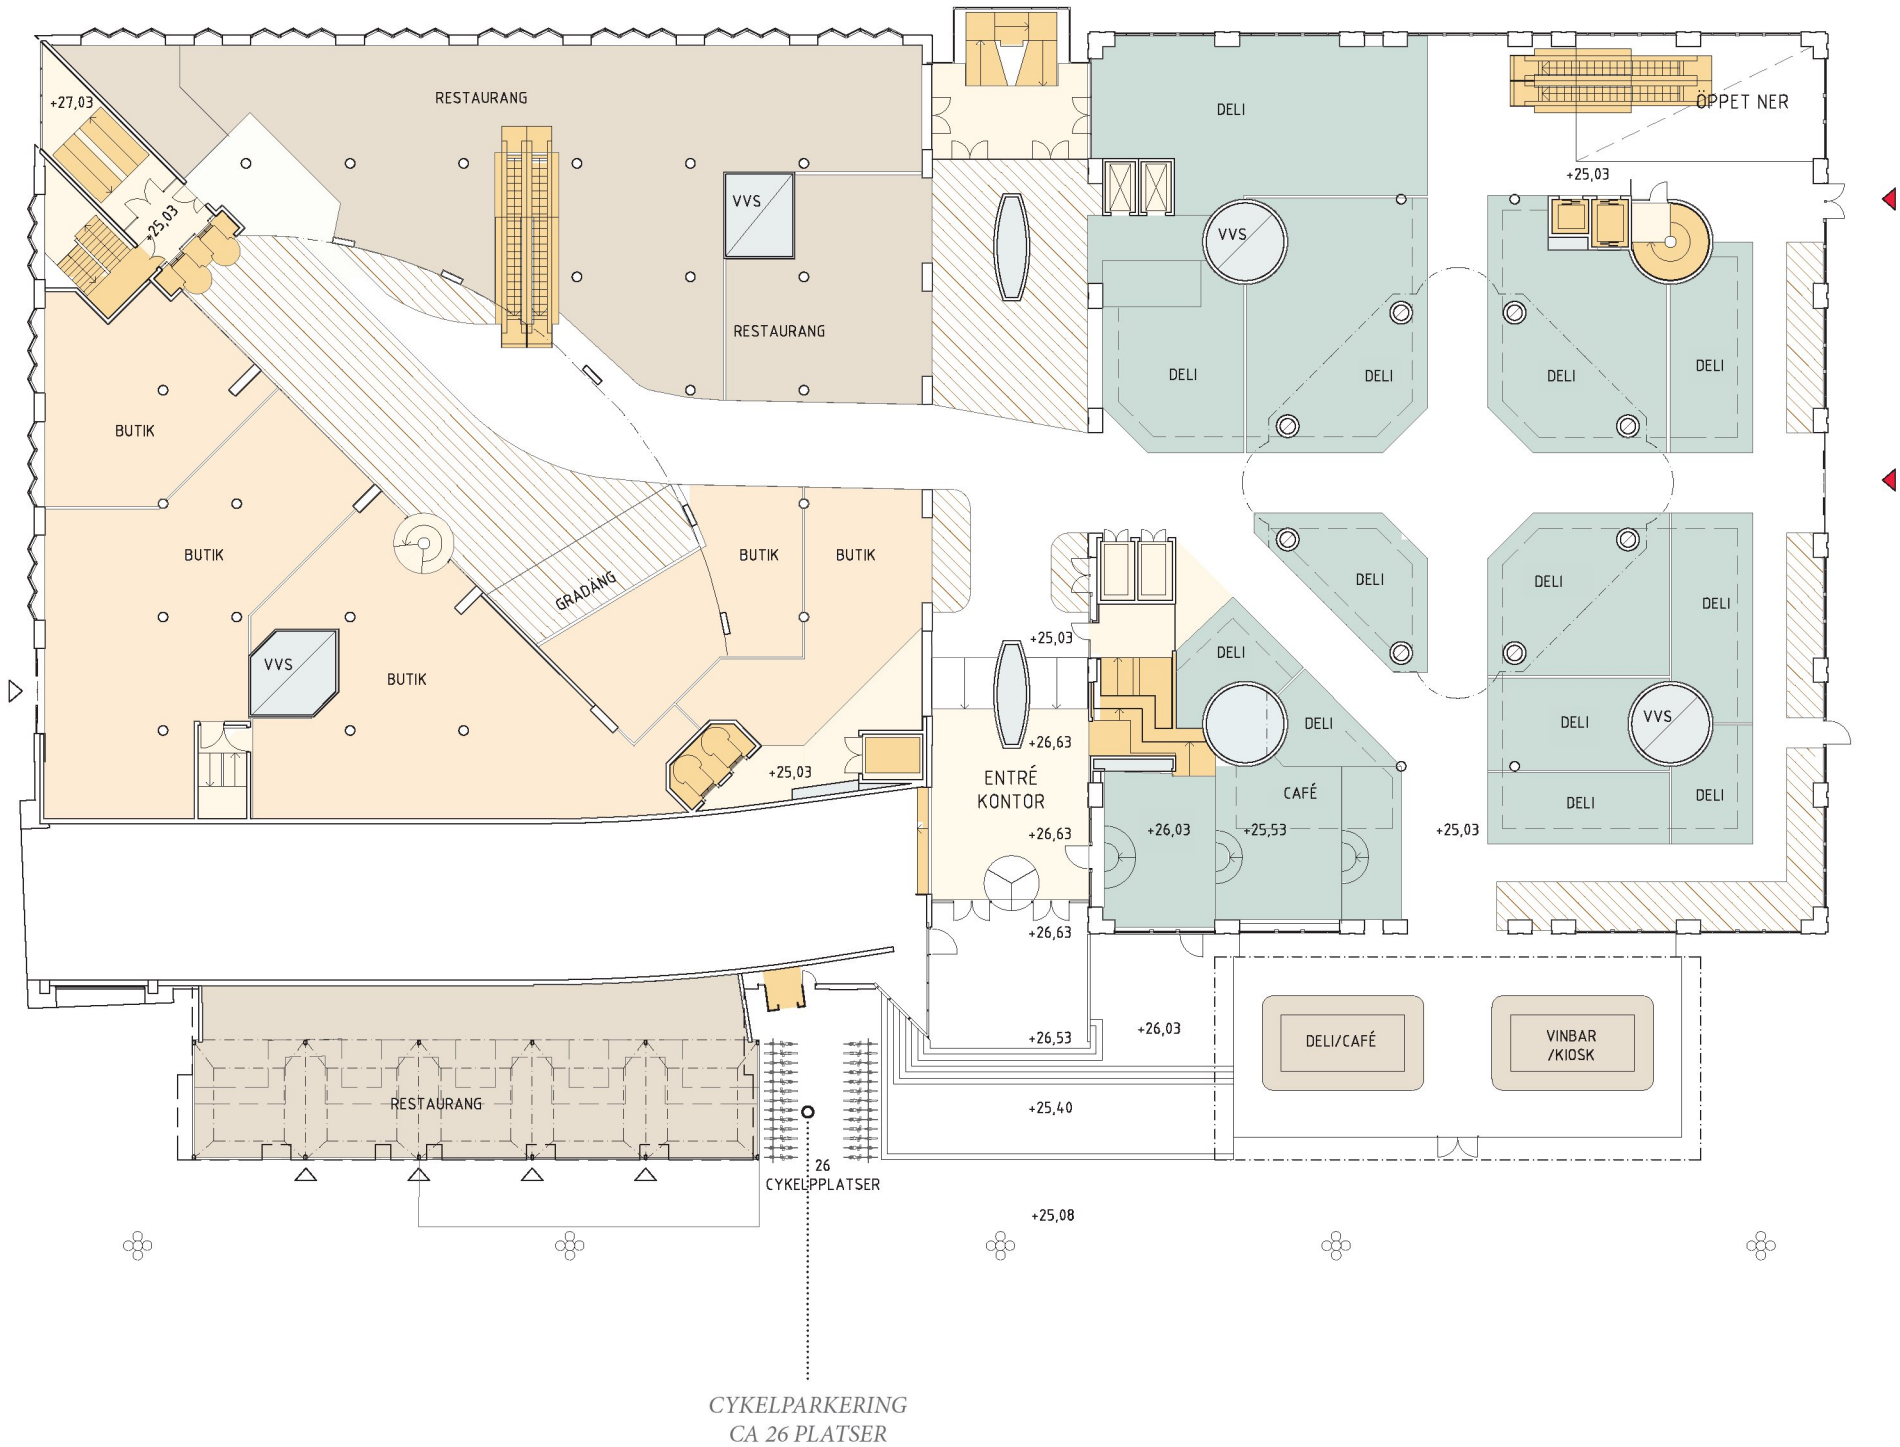 +27,03
RESTAURANG
DELI
ÖPPET NER
+25,03
+25,03
VVS
VVS
RESTAURANG
DELI
DELI
DELI
DELI
BUTIK
BUTIK
BUTIK
BUTIK
GRADÄNG
DELI
DELI
DELI
+25,03
DELI
VVS
BUTIK
DELI
DELI
VVS
+26,63
+25,03
ENTRÉ
KONTOR
CAFÉ
DELI
DELI
+26,63
+26,03
+25,53
+25,03
+26,63
+26,53
+26,03
DELI/CAFÉ
VINBAR
/KIOSK
RESTAURANG
+25,40
26
CYKELPPLATSER
+25,08
CYKELPARKERING
CA 26 PLATSER